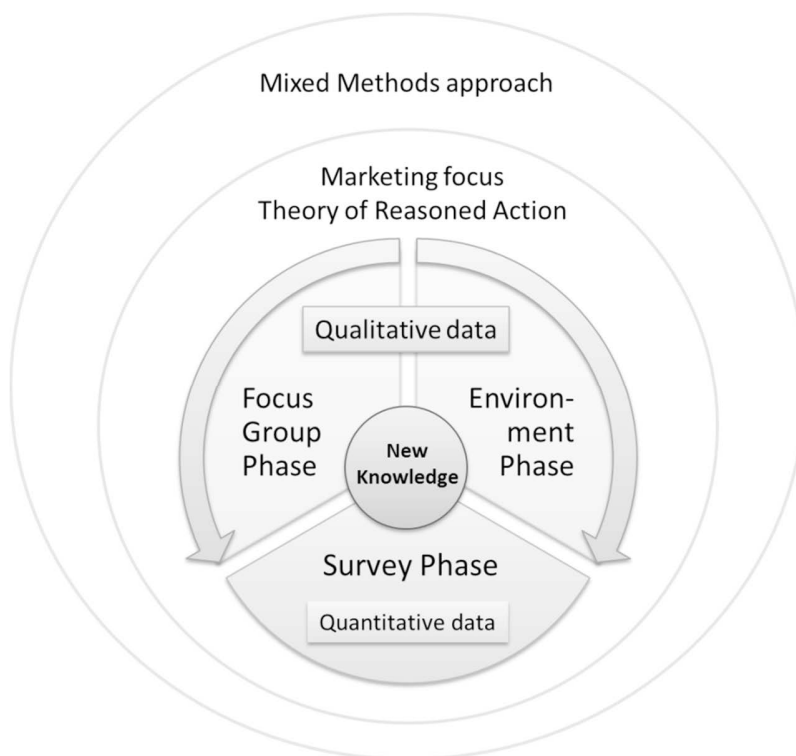 Mixed Methods approach
Marketing focus
Theory of Reasoned Action
Qualitative data
Focus
Group
Phase
Environ-
ment
Phase
New
Knowledge
Survey Phase
Quantitative data